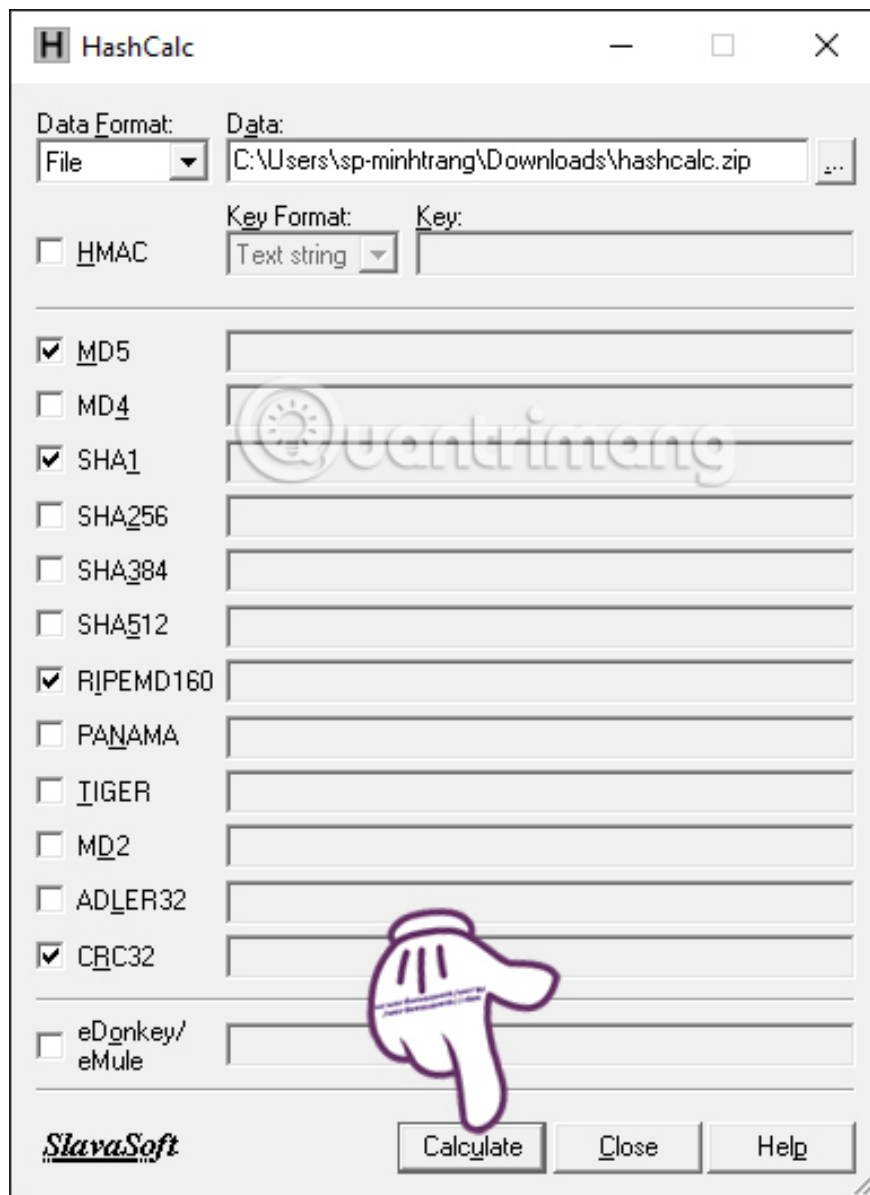 HashCalc
Data Format: Data:
File C:\Users\sp-minhtrang\Downloads\hashcalc.zip ...
Key Format: Key:
HMAC Text string
MD5
MD4
uantrimang
SHA1
SHA256
SHA384
SHA512
RIPEMD160
PANAMA
TIGER
MD2
ADLER32
CRC32
eDonkey/
eMule
SlavaSoft Calculate Close Help